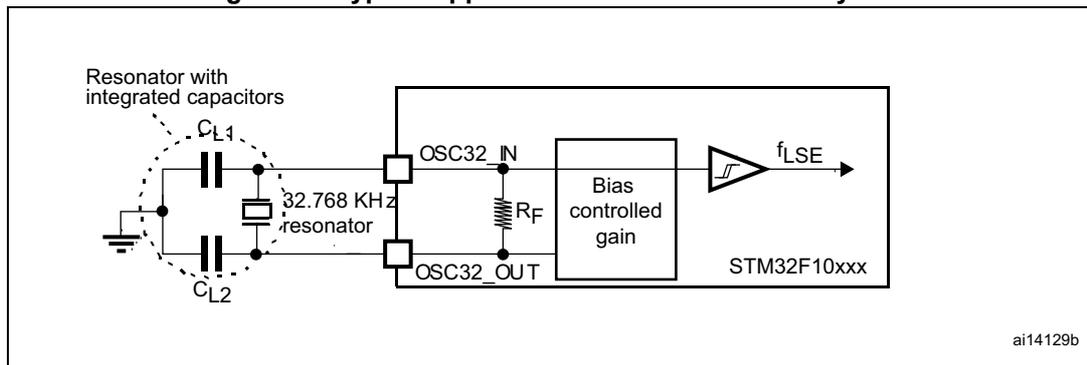 Resonator with
integrated capacitors
CL1
OSC32_IN
fLSE
32.768 KHz
resonator
RF
Bias
controlled
gain
OSC32_OUT
STM32F10xxx
CL2
ai14129b